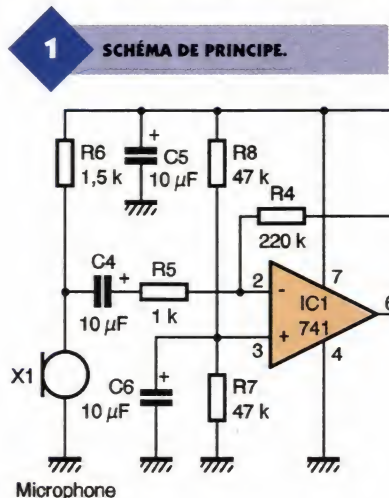 1
SCHÉMA DE PRINCIPE.
R6
1,5 k
+
C5
10 µF
R8
47 k
R4
220 k
C4
+
10 µF
R5
1 k
2
-
7
IC1
741
6
+
3
4
X1
C6
+
10 µF
R7
47 k
Microphone